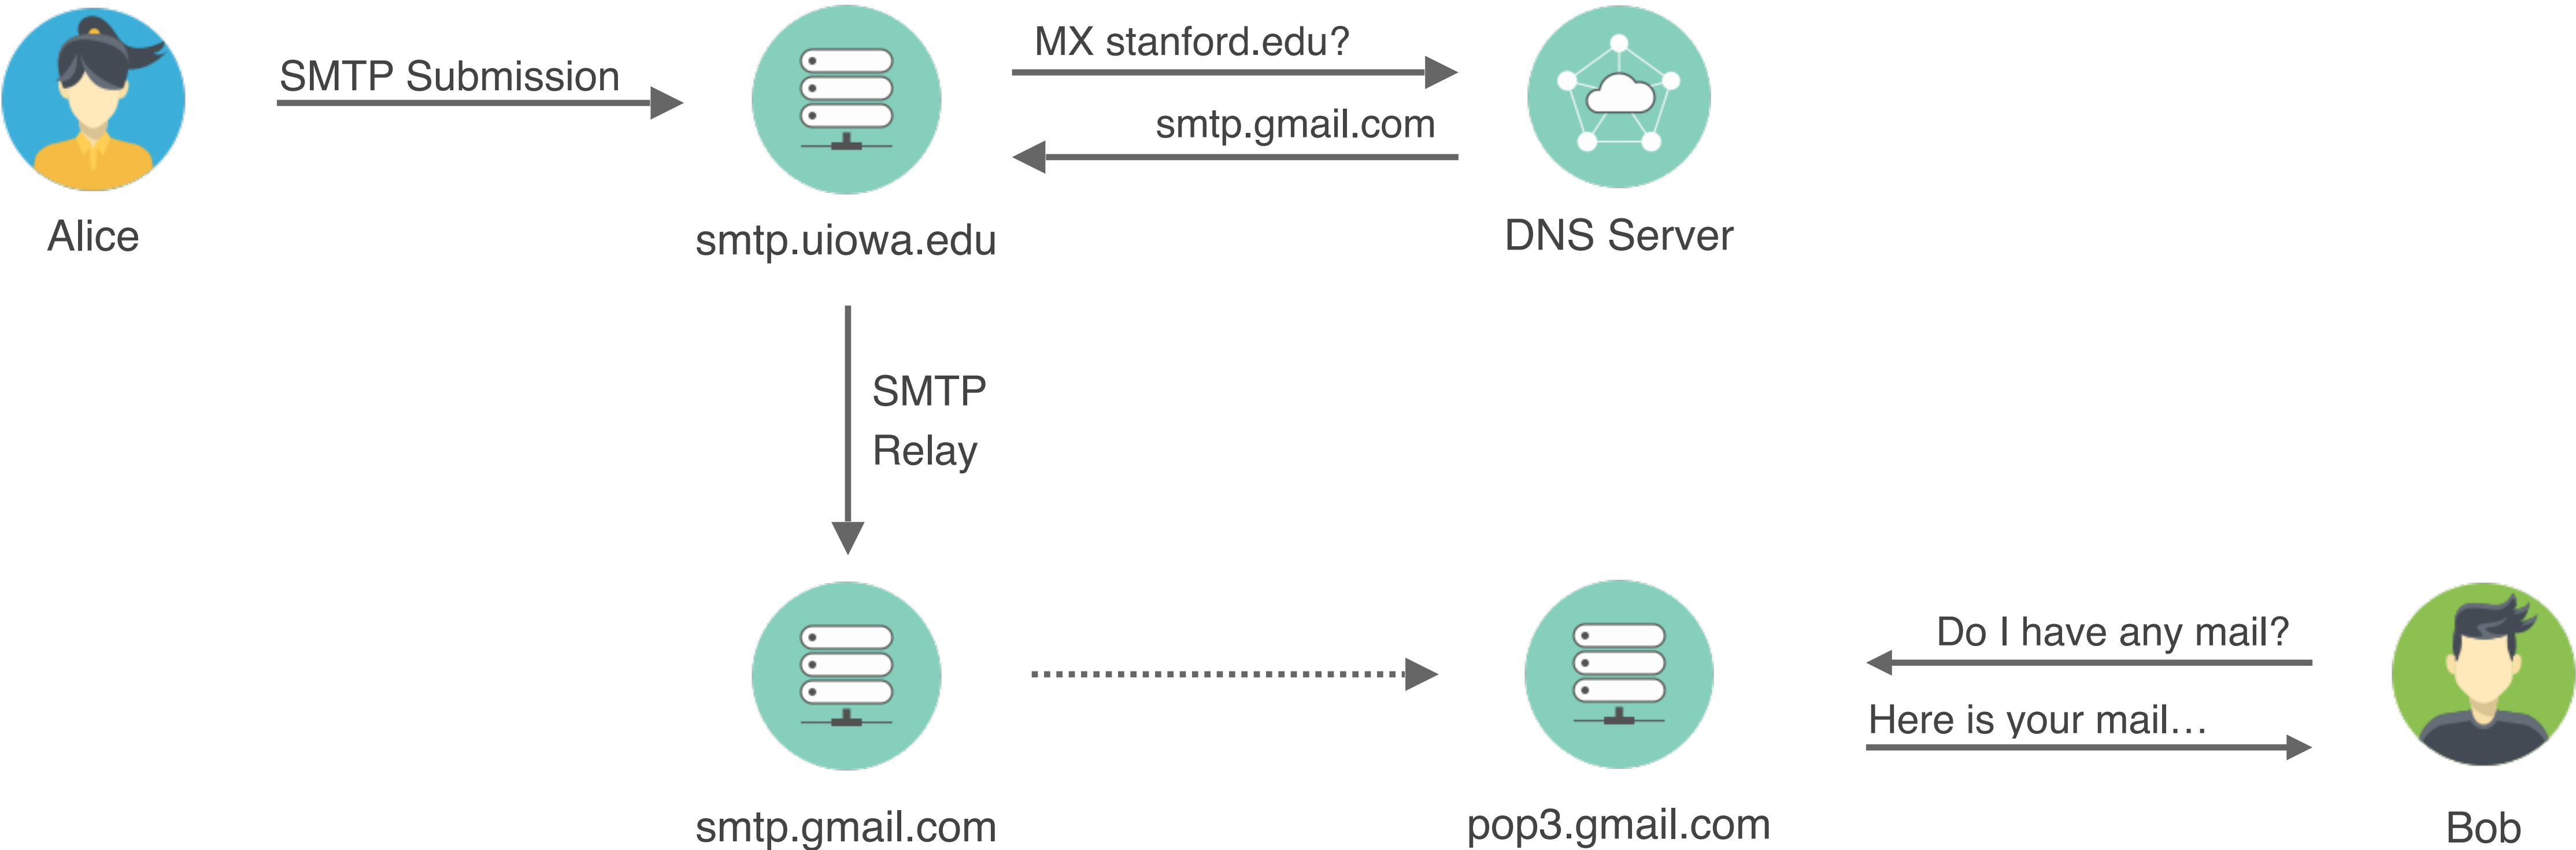 SMTP Submission
MX stanford.edu?
smtp.gmail.com
Alice
smtp.uiowa.edu
DNS Server
SMTP
Relay
Do I have any mail?
Here is your mail…
smtp.gmail.com
pop3.gmail.com
Bob